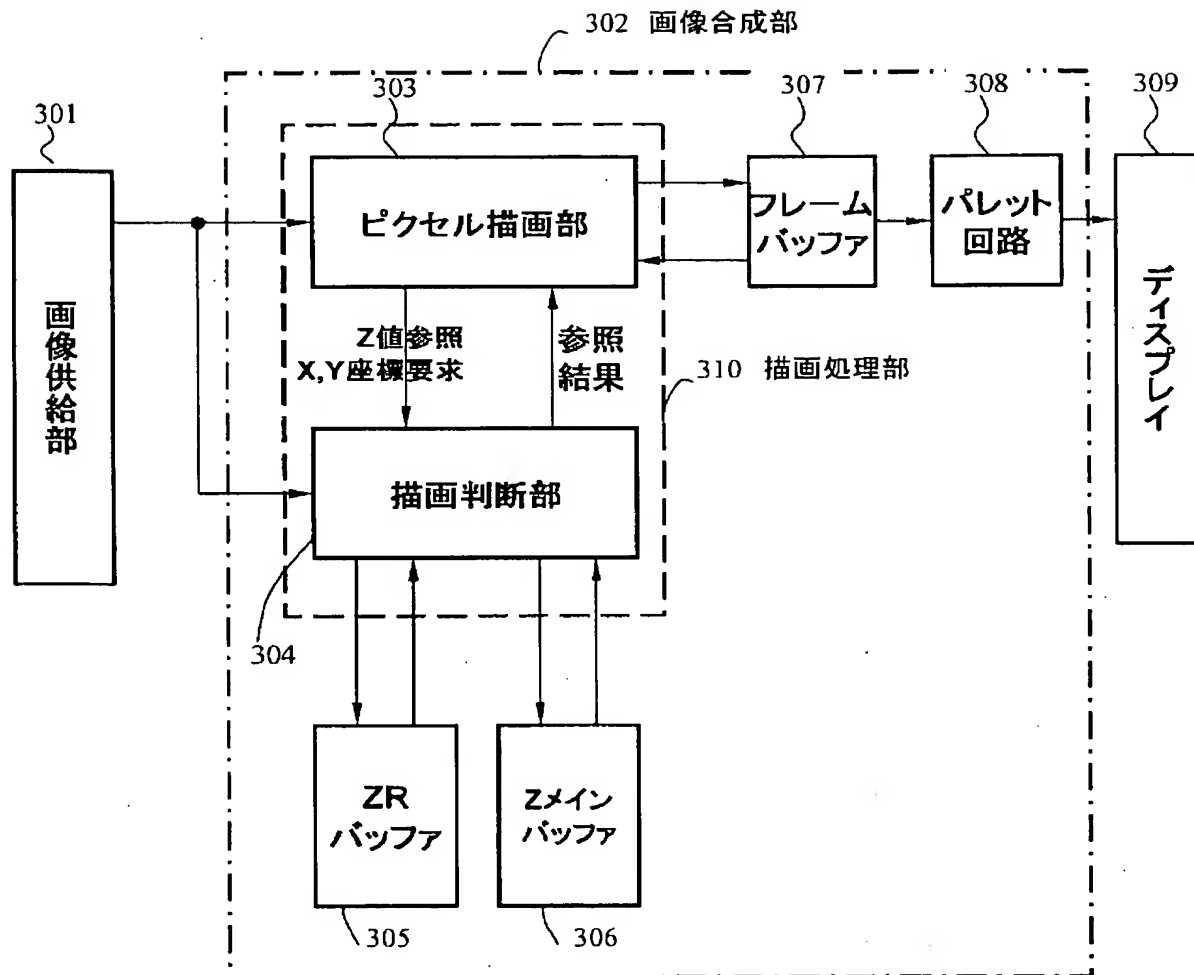 302 画像合成部
301
303
307
308
309
画像供給部
ピクセル描画部
フレーム
バッファ
パレット
回路
ディスプレイ
Z値参照
X,Y座標要求
参照
結果
310 描画処理部
描画判断部
304
ZR
バッファ
Zメイン
バッファ
305
306